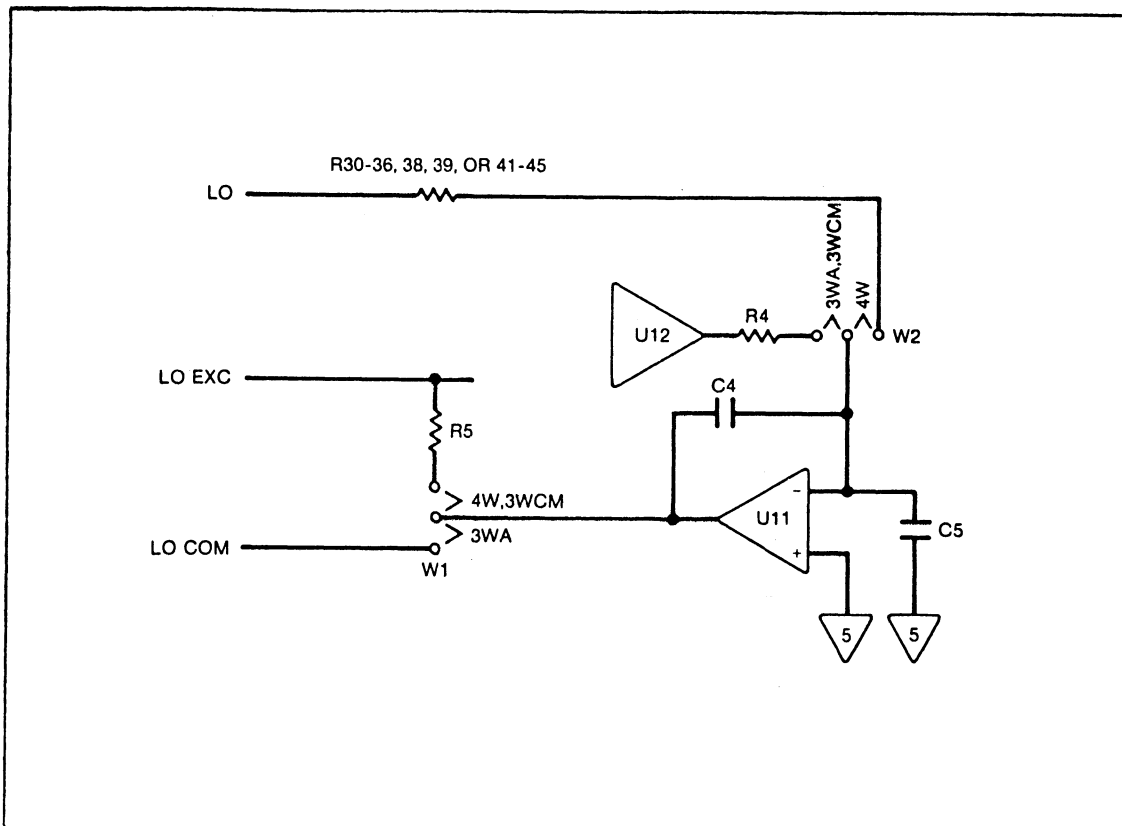 R30-36, 38, 39, OR 41-45
LO
3WA,3WCM
4W
R4
U12
W2
LO EXC
C4
R5
4W,3WCM
U11
−
+
C5
3WA
LO COM
W1
5
5